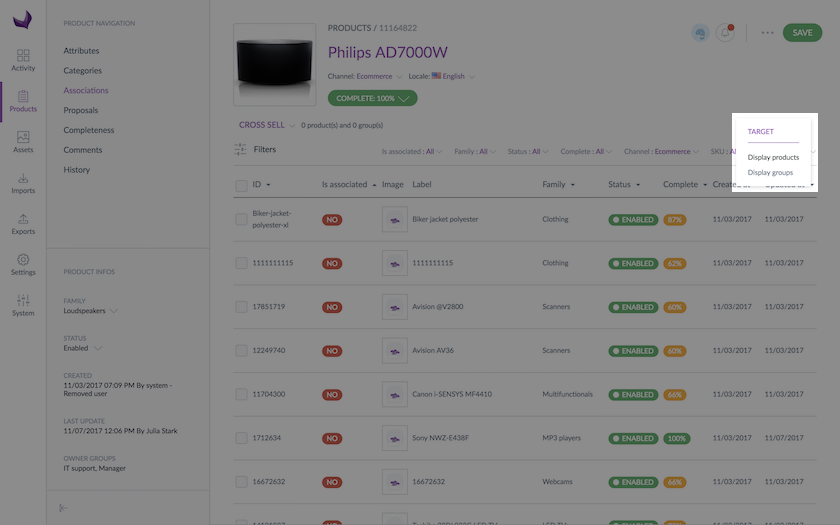 Activity
Products
Assets
Imports
Exports
Settings
System
PRODUCT NAVIGATION
Attributes
Categories
Associations
Proposals
Completeness
Comments
History
PRODUCT INFOS
FAMILY
Loudspeakers
STATUS
Enabled
CREATED
11/03/2017 07:09 PM By system -
Removed user
LAST UPDATE
11/07/2017 12:06 PM By Julia Stark
OWNER GROUPS
IT support, Manager
PRODUCTS / 11164822
SAVE
Philips AD7000W
Channel: Ecommerce Locale: English
COMPLETE: 100%
CROSS SELL 0 product(s) and 0 group(s)
TARGET
Display products
Display groups
Filters Is associated : All Family : All Status : All Complete : All Channel : Ecommerce SKU :
ID Is associated Image Label Family Status Complete
Biker-jacket-polyester-xl NO Biker jacket polyester Clothing ENABLED 87% 11/03/2017 11/03/2017
1111111115 NO 1111111115 Clothing ENABLED 62% 11/03/2017 11/03/2017
17851719 NO Avision @V2800 Scanners ENABLED 60% 11/03/2017 11/03/2017
12249740 NO Avision AV36 Scanners ENABLED 60% 11/03/2017 11/03/2017
11704300 NO Canon i-SENSYS MF4410 Multifunctionals ENABLED 66% 11/03/2017 11/03/2017
1712634 NO Sony NWZ-E438F MP3 players ENABLED 100% 11/03/2017 11/07/2017
16672632 NO 16672632 Webcams ENABLED 66% 11/03/2017 11/03/2017